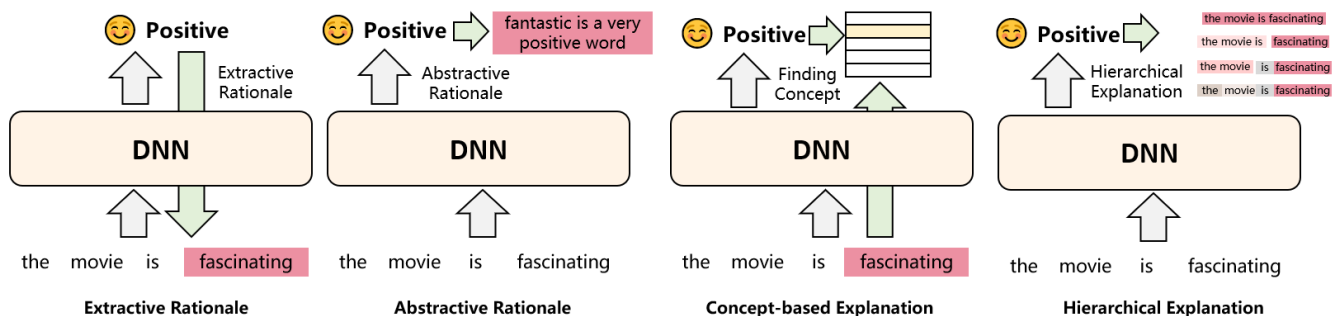 Positive
Extractive
Rationale
DNN
the movie is fascinating
Extractive Rationale
Positive
fantastic is a very
positive word
Abstractive
Rationale
DNN
the movie is fascinating
Abstractive Rationale
Positive
Finding
Concept
DNN
the movie is fascinating
Concept-based Explanation
Positive
the movie is fascinating
the movie is fascinating
the movie is fascinating
the movie is fascinating
Hierarchical
Explanation
DNN
the movie is fascinating
Hierarchical Explanation